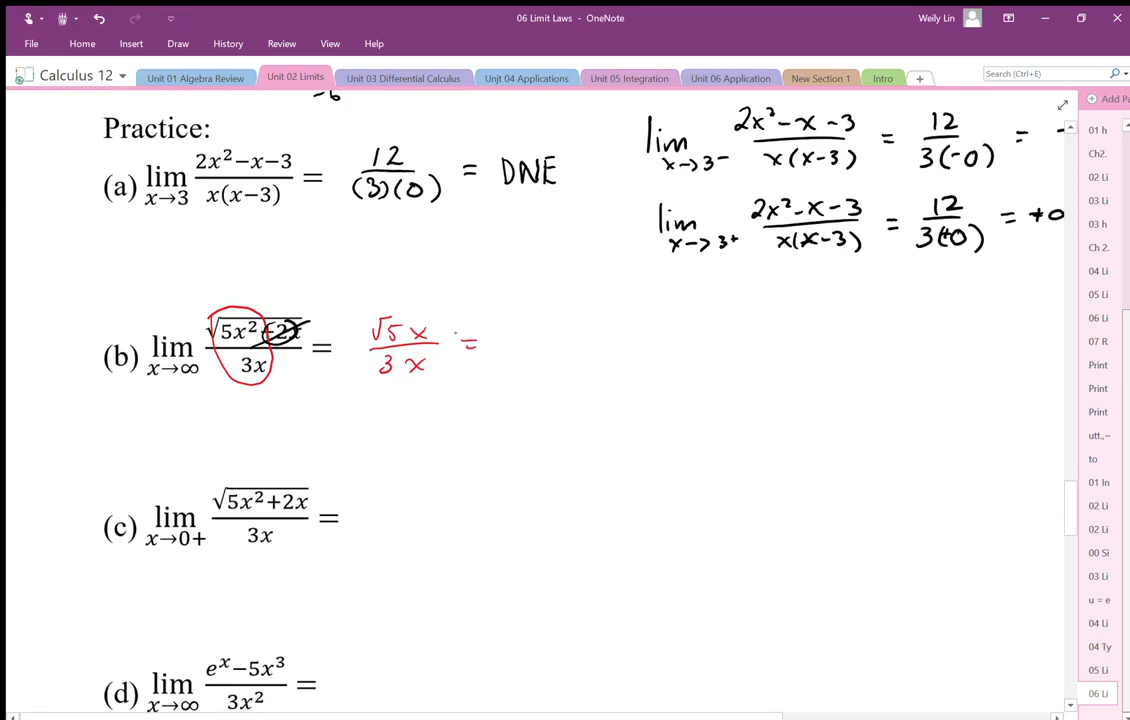 06 Limit Laws - OneNote
Weily Lin
File Home Insert Draw History Review View Help
Calculus 12
Unit 01 Algebra Review
Unit 02 Limits
Unit 03 Differential Calculus
Unjt 04 Applications
Unit 05 Integration
Unit 06 Application
New Section 1
Intro
+
Search (Ctrl+E)
-6
Practice:
(a) lim x→3 (2x²−x−3)/(x(x−3)) = 12/((3)(0)) = DNE
lim x→3- (2x²-x-3)/(x(x-3)) = 12/(3(-0)) = -
lim x→3+ (2x²-x-3)/(x(x-3)) = 12/(3(+0)) = +
(b) lim x→∞ √(5x²−2x)/(3x) = √5 x/(3 x) =
(c) lim x→0+ √(5x²+2x)/(3x) =
(d) lim x→∞ (eˣ−5x³)/(3x²) =
Add Pa
01 h
Ch2.
02 Li
03 Li
03 h
Ch 2.
04 Li
05 Li
06 Li
07 R
Print
Print
Print
utt.,~
to
01 In
02 Li
02 Li
00 Si
03 Li
u = e
04 Li
04 Ty
05 Li
06 Li